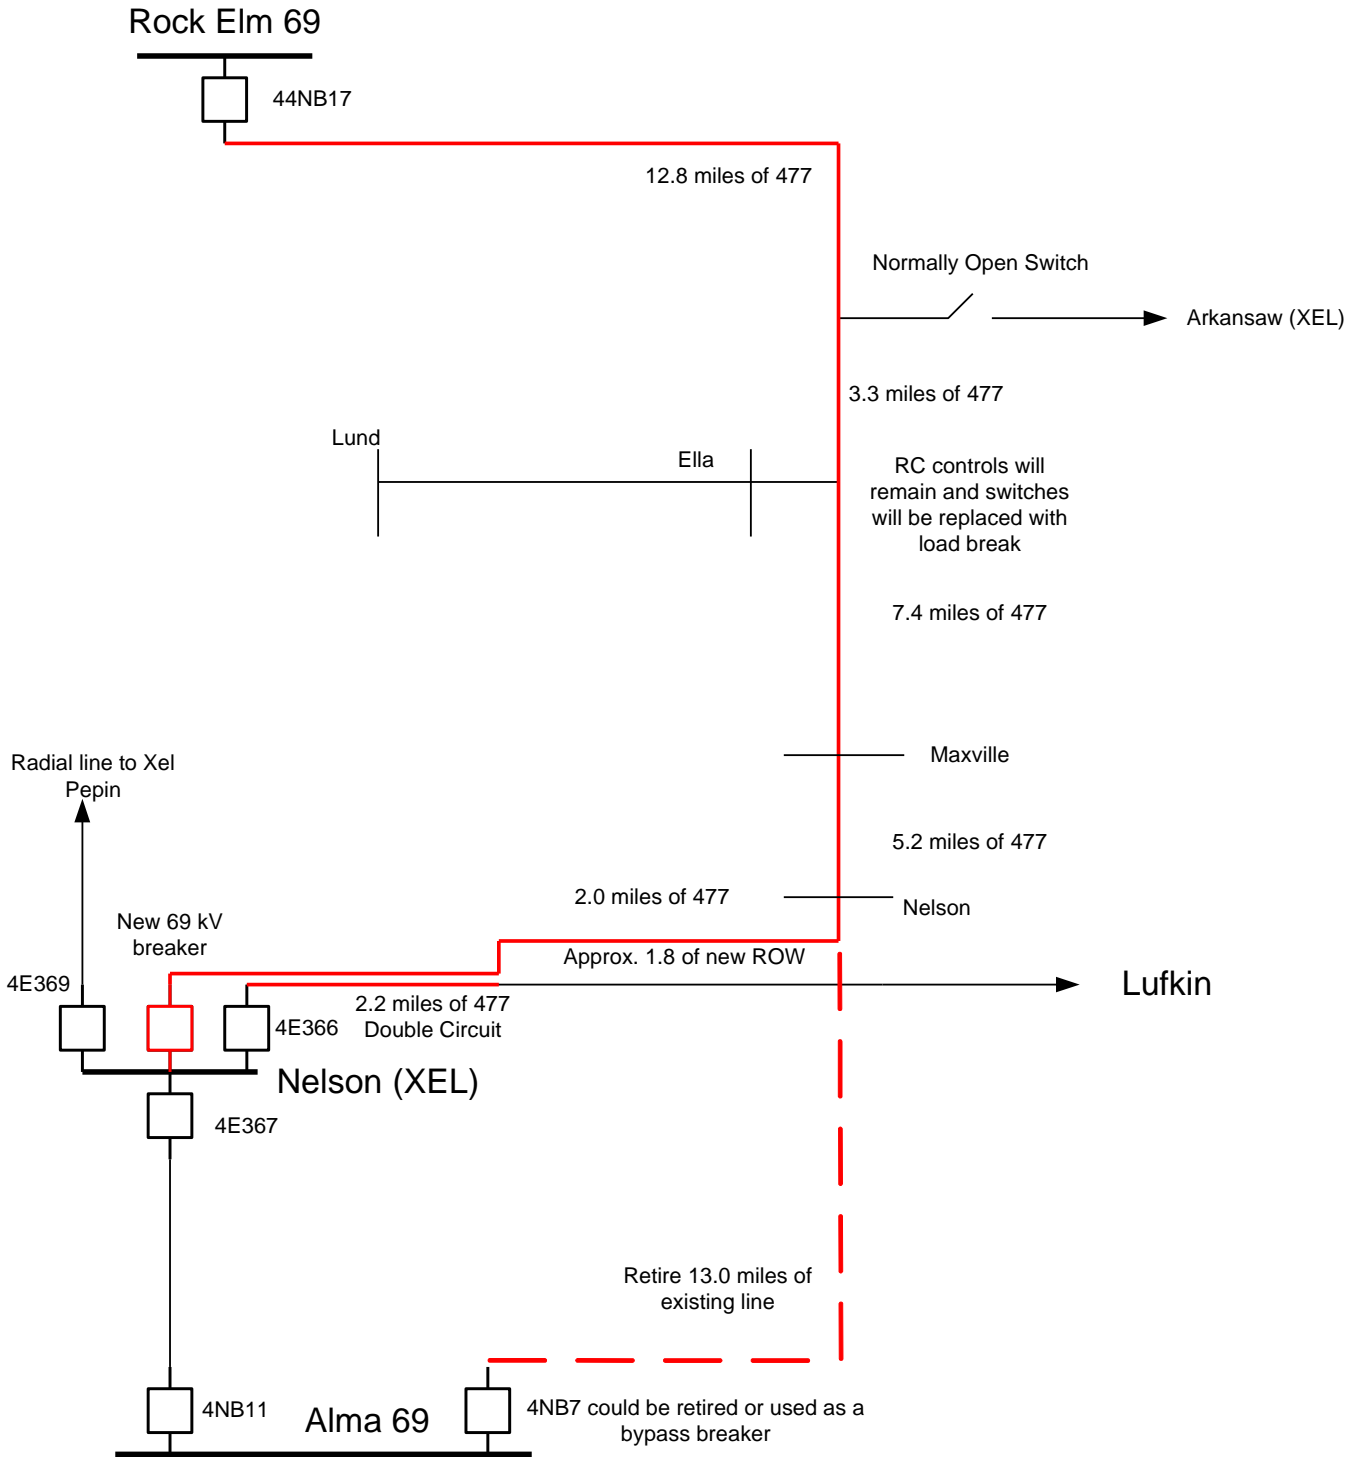 Rock Elm 69
44NB17
12.8 miles of 477
Normally Open Switch
Arkansaw (XEL)
3.3 miles of 477
Lund
Ella
RC controls will
remain and switches
will be replaced with
load break
7.4 miles of 477
Radial line to Xel
Pepin
Maxville
5.2 miles of 477
2.0 miles of 477
Nelson
New 69 kV
breaker
Approx. 1.8 of new ROW
4E369
Lufkin
2.2 miles of 477
Double Circuit
4E366
Nelson (XEL)
4E367
Retire 13.0 miles of
existing line
4NB11
Alma 69
4NB7 could be retired or used as a
bypass breaker